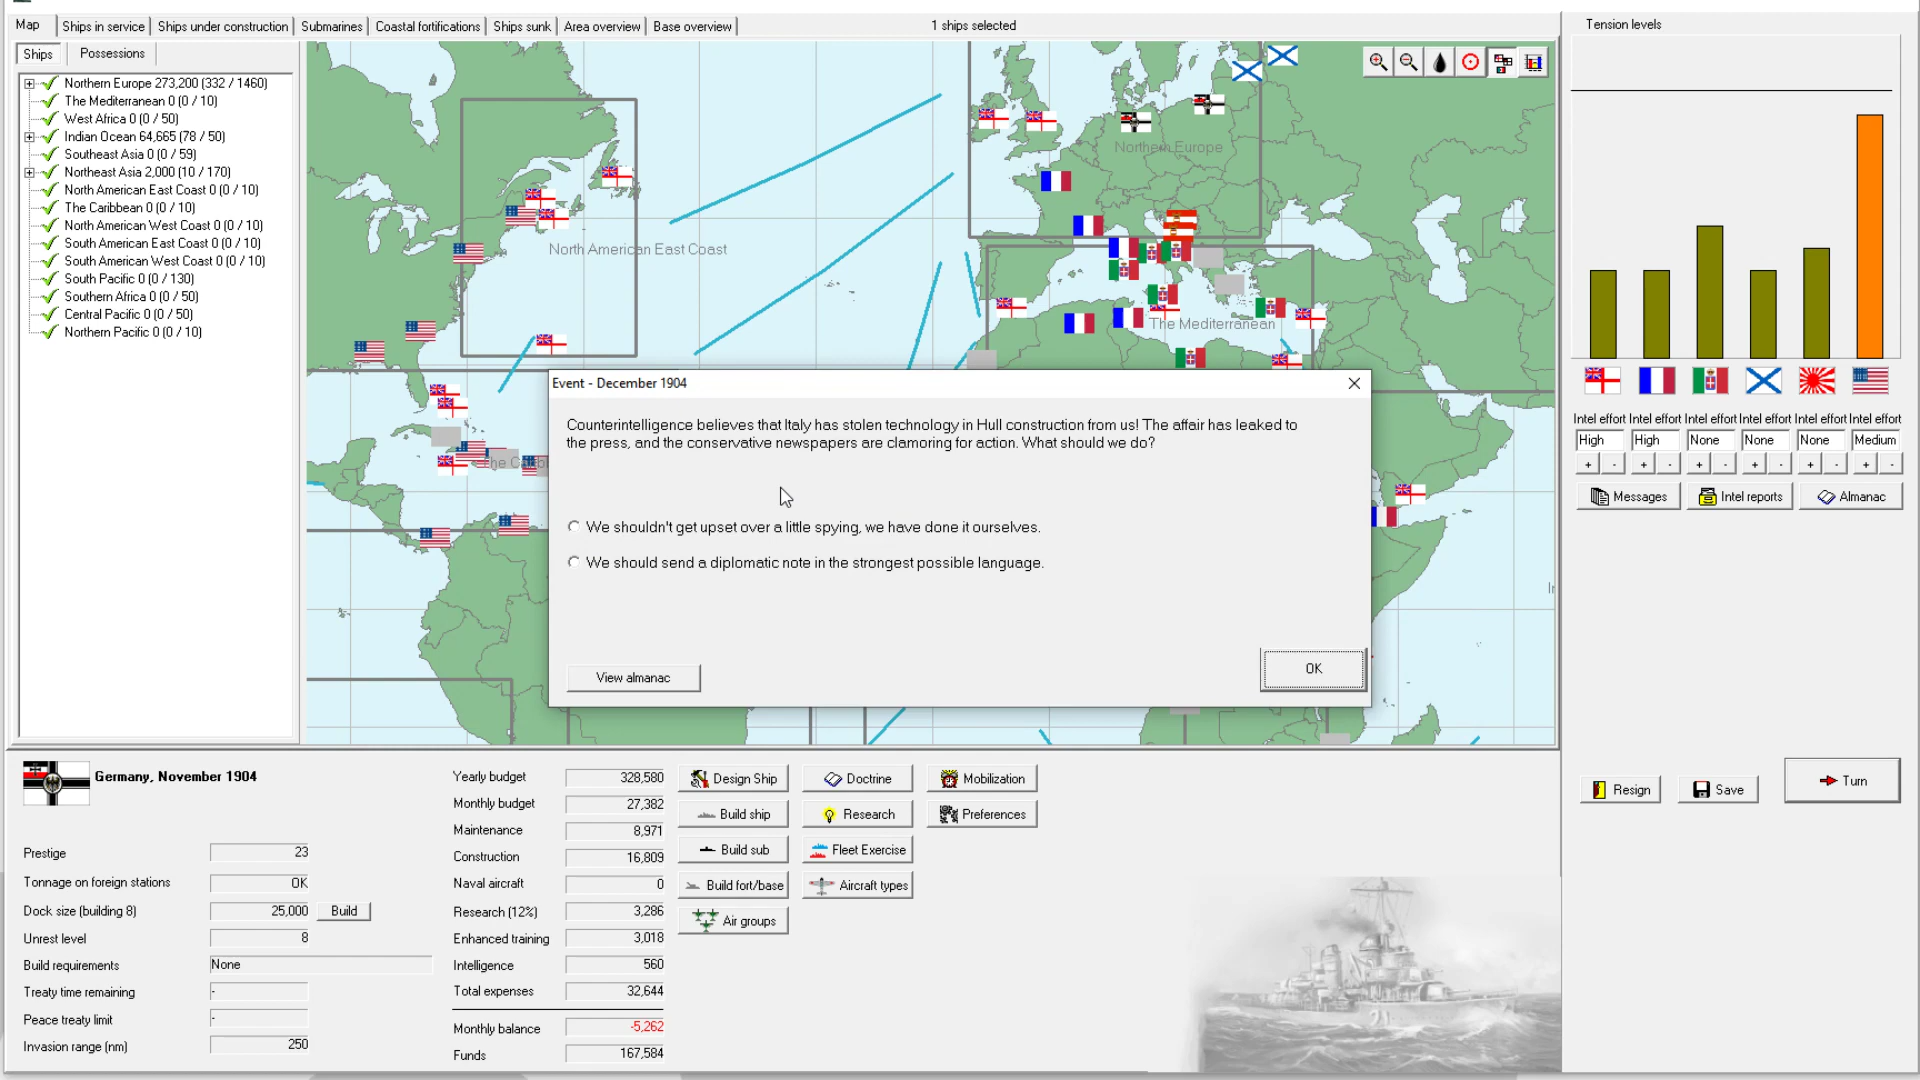 Map
Ships in service
Ships under construction
Submarines
Coastal fortifications
Ships sunk
Area overview
Base overview
1 ships selected
Tension levels
Ships
Possessions
Northern Europe 273,200 (332 / 1460)
The Mediterranean 0 (0 / 10)
West Africa 0 (0 / 50)
Indian Ocean 64,665 (78 / 50)
Southeast Asia 0 (0 / 59)
Northeast Asia 2,000 (10 / 170)
North American East Coast 0 (0 / 10)
The Caribbean 0 (0 / 10)
North American West Coast 0 (0 / 10)
South American East Coast 0 (0 / 10)
South American West Coast 0 (0 / 10)
South Pacific 0 (0 / 130)
Southern Africa 0 (0 / 50)
Central Pacific 0 (0 / 50)
Northern Pacific 0 (0 / 10)
Northern Europe
North American East Coast
The Mediterranean
Event - December 1904
Counterintelligence believes that Italy has stolen technology in Hull construction from us! The affair has leaked to
the press, and the conservative newspapers are clamoring for action. What should we do?
We shouldn't get upset over a little spying, we have done it ourselves.
We should send a diplomatic note in the strongest possible language.
View almanac
OK
Intel effort Intel effort Intel effort Intel effort Intel effort Intel effort
High High None None None Medium
+ - + - + - + - + - + -
Messages
Intel reports
Almanac
Germany, November 1904
Prestige 23
Tonnage on foreign stations OK
Dock size (building 8) 25,000 Build
Unrest level 8
Build requirements None
Treaty time remaining -
Peace treaty limit -
Invasion range (nm) 250
Yearly budget 328,580
Monthly budget 27,382
Maintenance 8,971
Construction 16,809
Naval aircraft 0
Research (12%) 3,286
Enhanced training 3,018
Intelligence 560
Total expenses 32,644
Monthly balance -5,262
Funds 167,584
Design Ship
Doctrine
Mobilization
Build ship
Research
Preferences
Build sub
Fleet Exercise
Build fort/base
Aircraft types
Air groups
Resign
Save
Turn